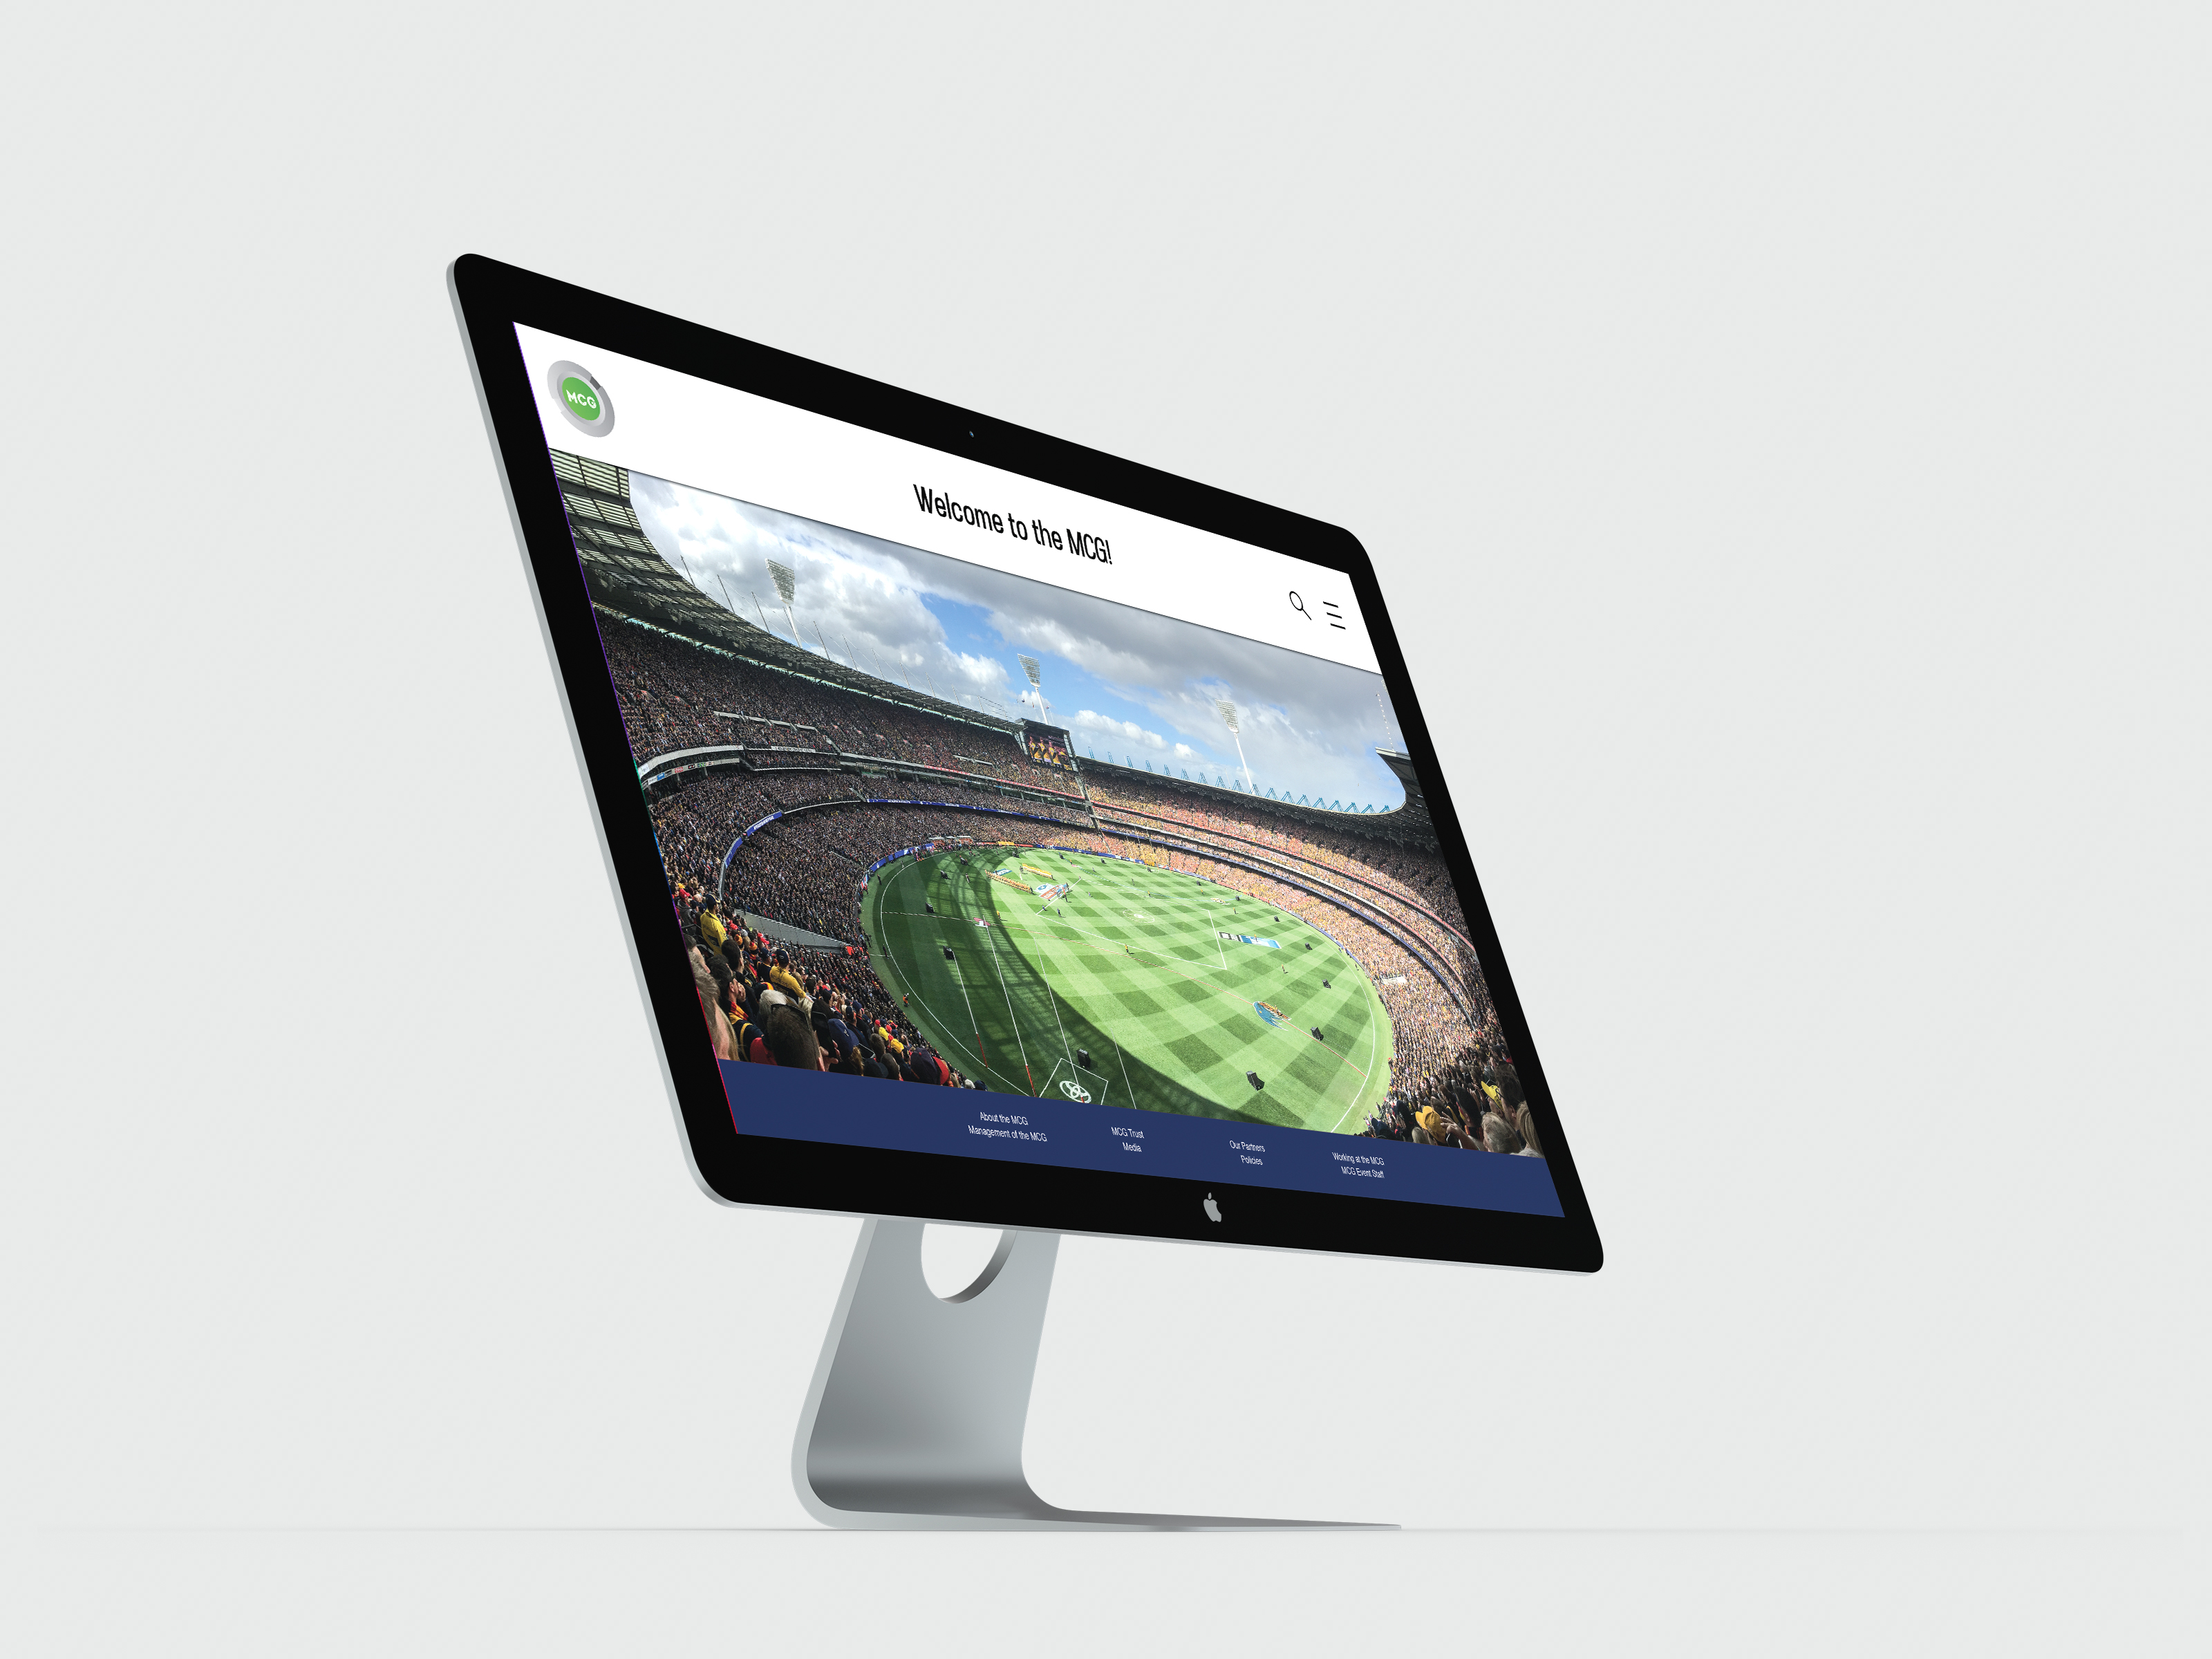 MCG
Welcome to the MCG!
About the MCG
Management of the MCG
MCG Trust
Media
Our Partners
Policies
Working at the MCG
MCG Event Staff